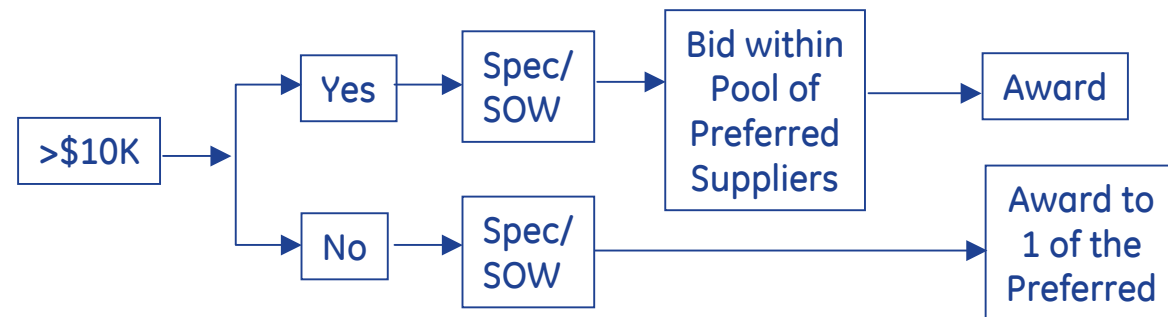 >$10K
Yes
Spec/
SOW
Bid within
Pool of
Preferred
Suppliers
Award
No
Spec/
SOW
Award to
1 of the
Preferred